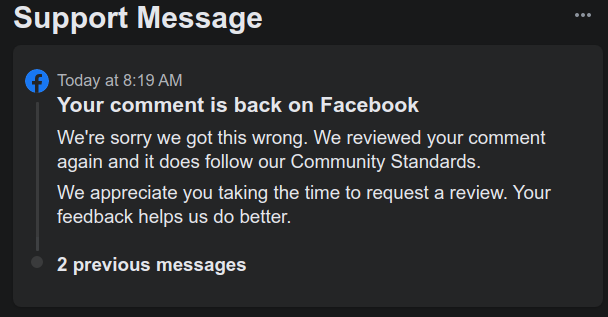 Support Message
Today at 8:19 AM
Your comment is back on Facebook
We're sorry we got this wrong. We reviewed your comment
again and it does follow our Community Standards.
We appreciate you taking the time to request a review. Your
feedback helps us do better.
2 previous messages